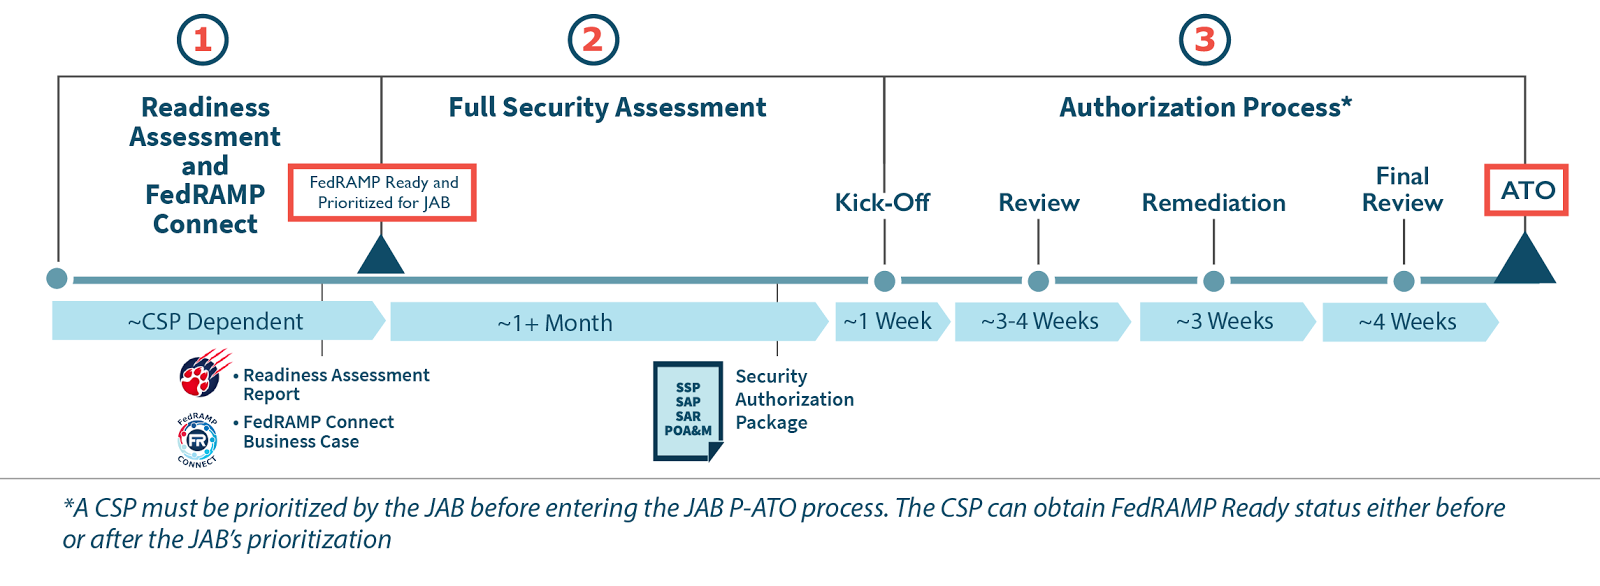 1
2
3
Readiness
Assessment
and
FedRAMP
Connect
Full Security Assessment
Authorization Process*
FedRAMP Ready and
Prioritized for JAB
Kick-Off
Review
Remediation
Final
Review
ATO
~CSP Dependent
~1+ Month
~1 Week
~3-4 Weeks
~3 Weeks
~4 Weeks
• Readiness Assessment
Report
FedRAMP
FR
CONNECT
• FedRAMP Connect
Business Case
SSP
SAP
SAR
POA&M
Security
Authorization
Package
*A CSP must be prioritized by the JAB before entering the JAB P-ATO process. The CSP can obtain FedRAMP Ready status either before
or after the JAB's prioritization